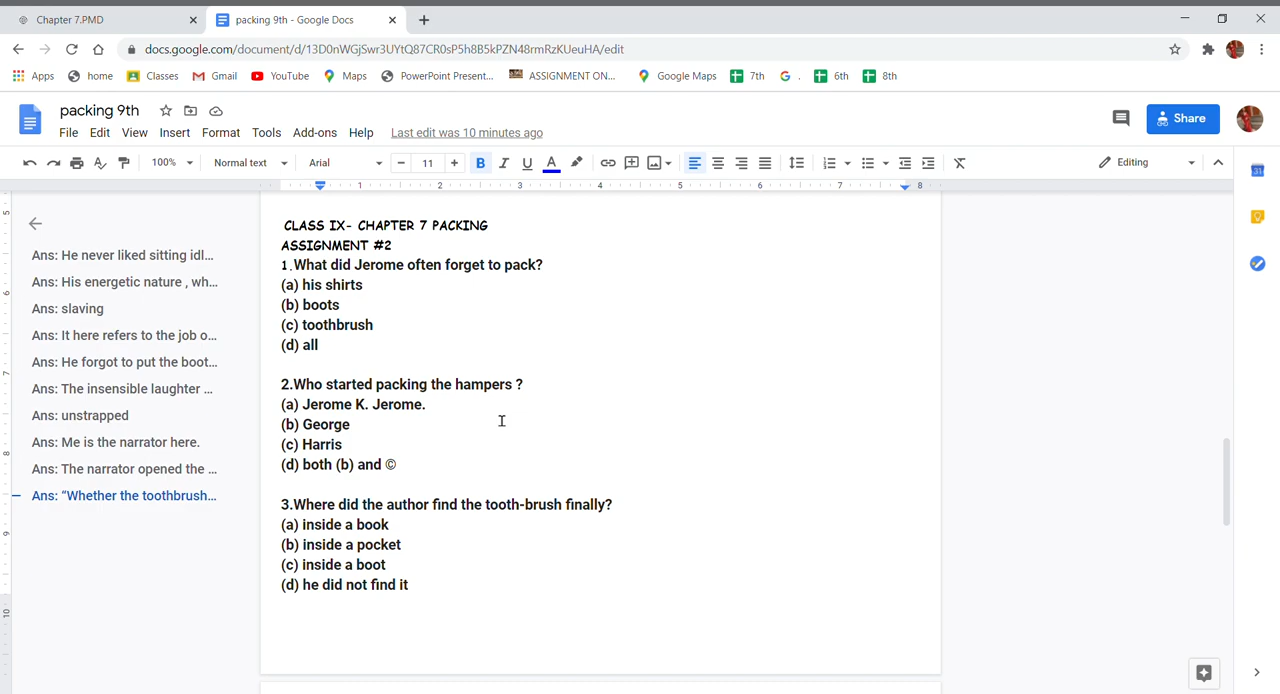 Chapter 7.PMD
packing 9th - Google Docs
docs.google.com/document/d/13D0nWGjSwr3UYtQ87CR0sP5h8B5kPZN48rmRzKUeuHA/edit
Apps home Classes Gmail YouTube Maps PowerPoint Present... ASSIGNMENT ON... Google Maps 7th G . 6th 8th
packing 9th
File Edit View Insert Format Tools Add-ons Help Last edit was 10 minutes ago
Share
100% Normal text Arial 11 B I U A Editing
1 2 3 4 5 6 7 8
Ans: He never liked sitting idl...
Ans: His energetic nature , wh...
Ans: slaving
Ans: It here refers to the job o...
Ans: He forgot to put the boot...
Ans: The insensible laughter ...
Ans: unstrapped
Ans: Me is the narrator here.
Ans: The narrator opened the ...
Ans: “Whether the toothbrush...
CLASS IX- CHAPTER 7 PACKING
ASSIGNMENT #2
1.What did Jerome often forget to pack?
(a) his shirts
(b) boots
(c) toothbrush
(d) all
2.Who started packing the hampers ?
(a) Jerome K. Jerome.
(b) George
(c) Harris
(d) both (b) and ©
3.Where did the author find the tooth-brush finally?
(a) inside a book
(b) inside a pocket
(c) inside a boot
(d) he did not find it